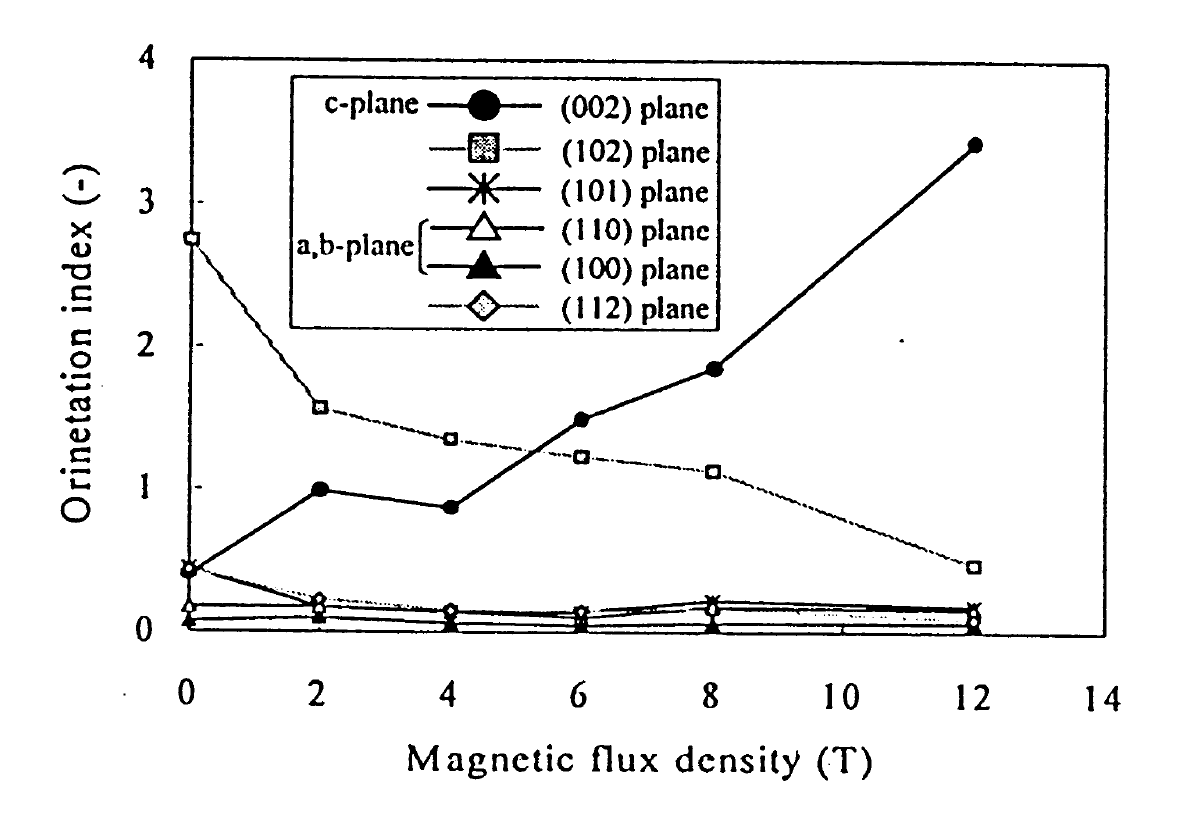 4
3
2
1
0
Orinetation index (-)
c-plane (002) plane
(102) plane
(101) plane
(110) plane
a,b-plane
(100) plane
(112) plane
0 2 4 6 8 10 12 14
Magnetic flux density (T)